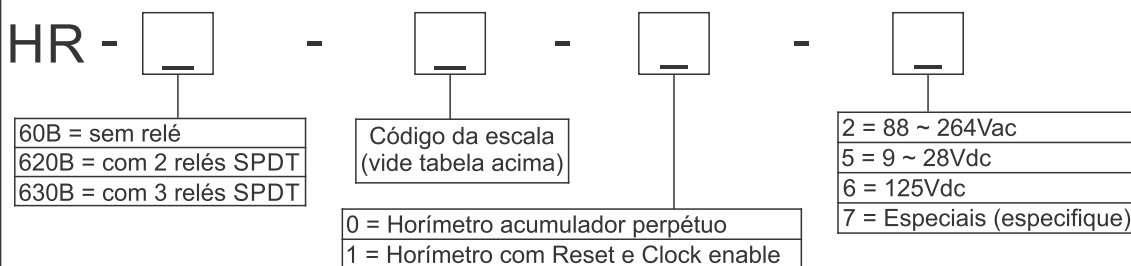 HR - _ - _ - _ - _
60B = sem relé
620B = com 2 relés SPDT
630B = com 3 relés SPDT
Código da escala
(vide tabela acima)
0 = Horímetro acumulador perpétuo
1 = Horímetro com Reset e Clock enable
2 = 88 ~ 264Vac
5 = 9 ~ 28Vdc
6 = 125Vdc
7 = Especiais (especifique)